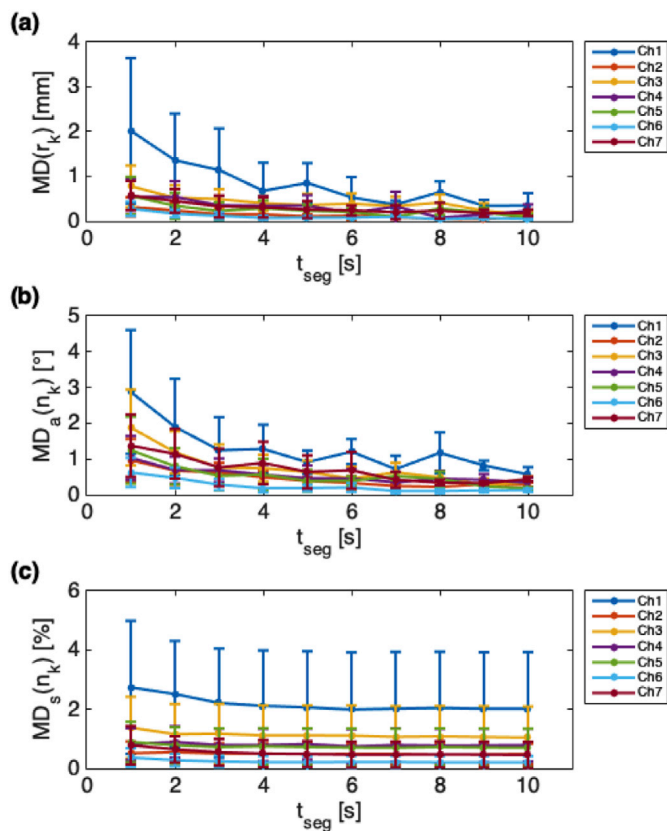 (a)
4
3
2
1
0
MD(r_k) [mm]
0 2 4 6 8 10
t_seg [s]
Ch1
Ch2
Ch3
Ch4
Ch5
Ch6
Ch7
(b)
5
4
3
2
1
0
MD_a(n_k) [°]
0 2 4 6 8 10
t_seg [s]
Ch1
Ch2
Ch3
Ch4
Ch5
Ch6
Ch7
(c)
6
4
2
0
MD_s(n_k) [%]
0 2 4 6 8 10
t_seg [s]
Ch1
Ch2
Ch3
Ch4
Ch5
Ch6
Ch7